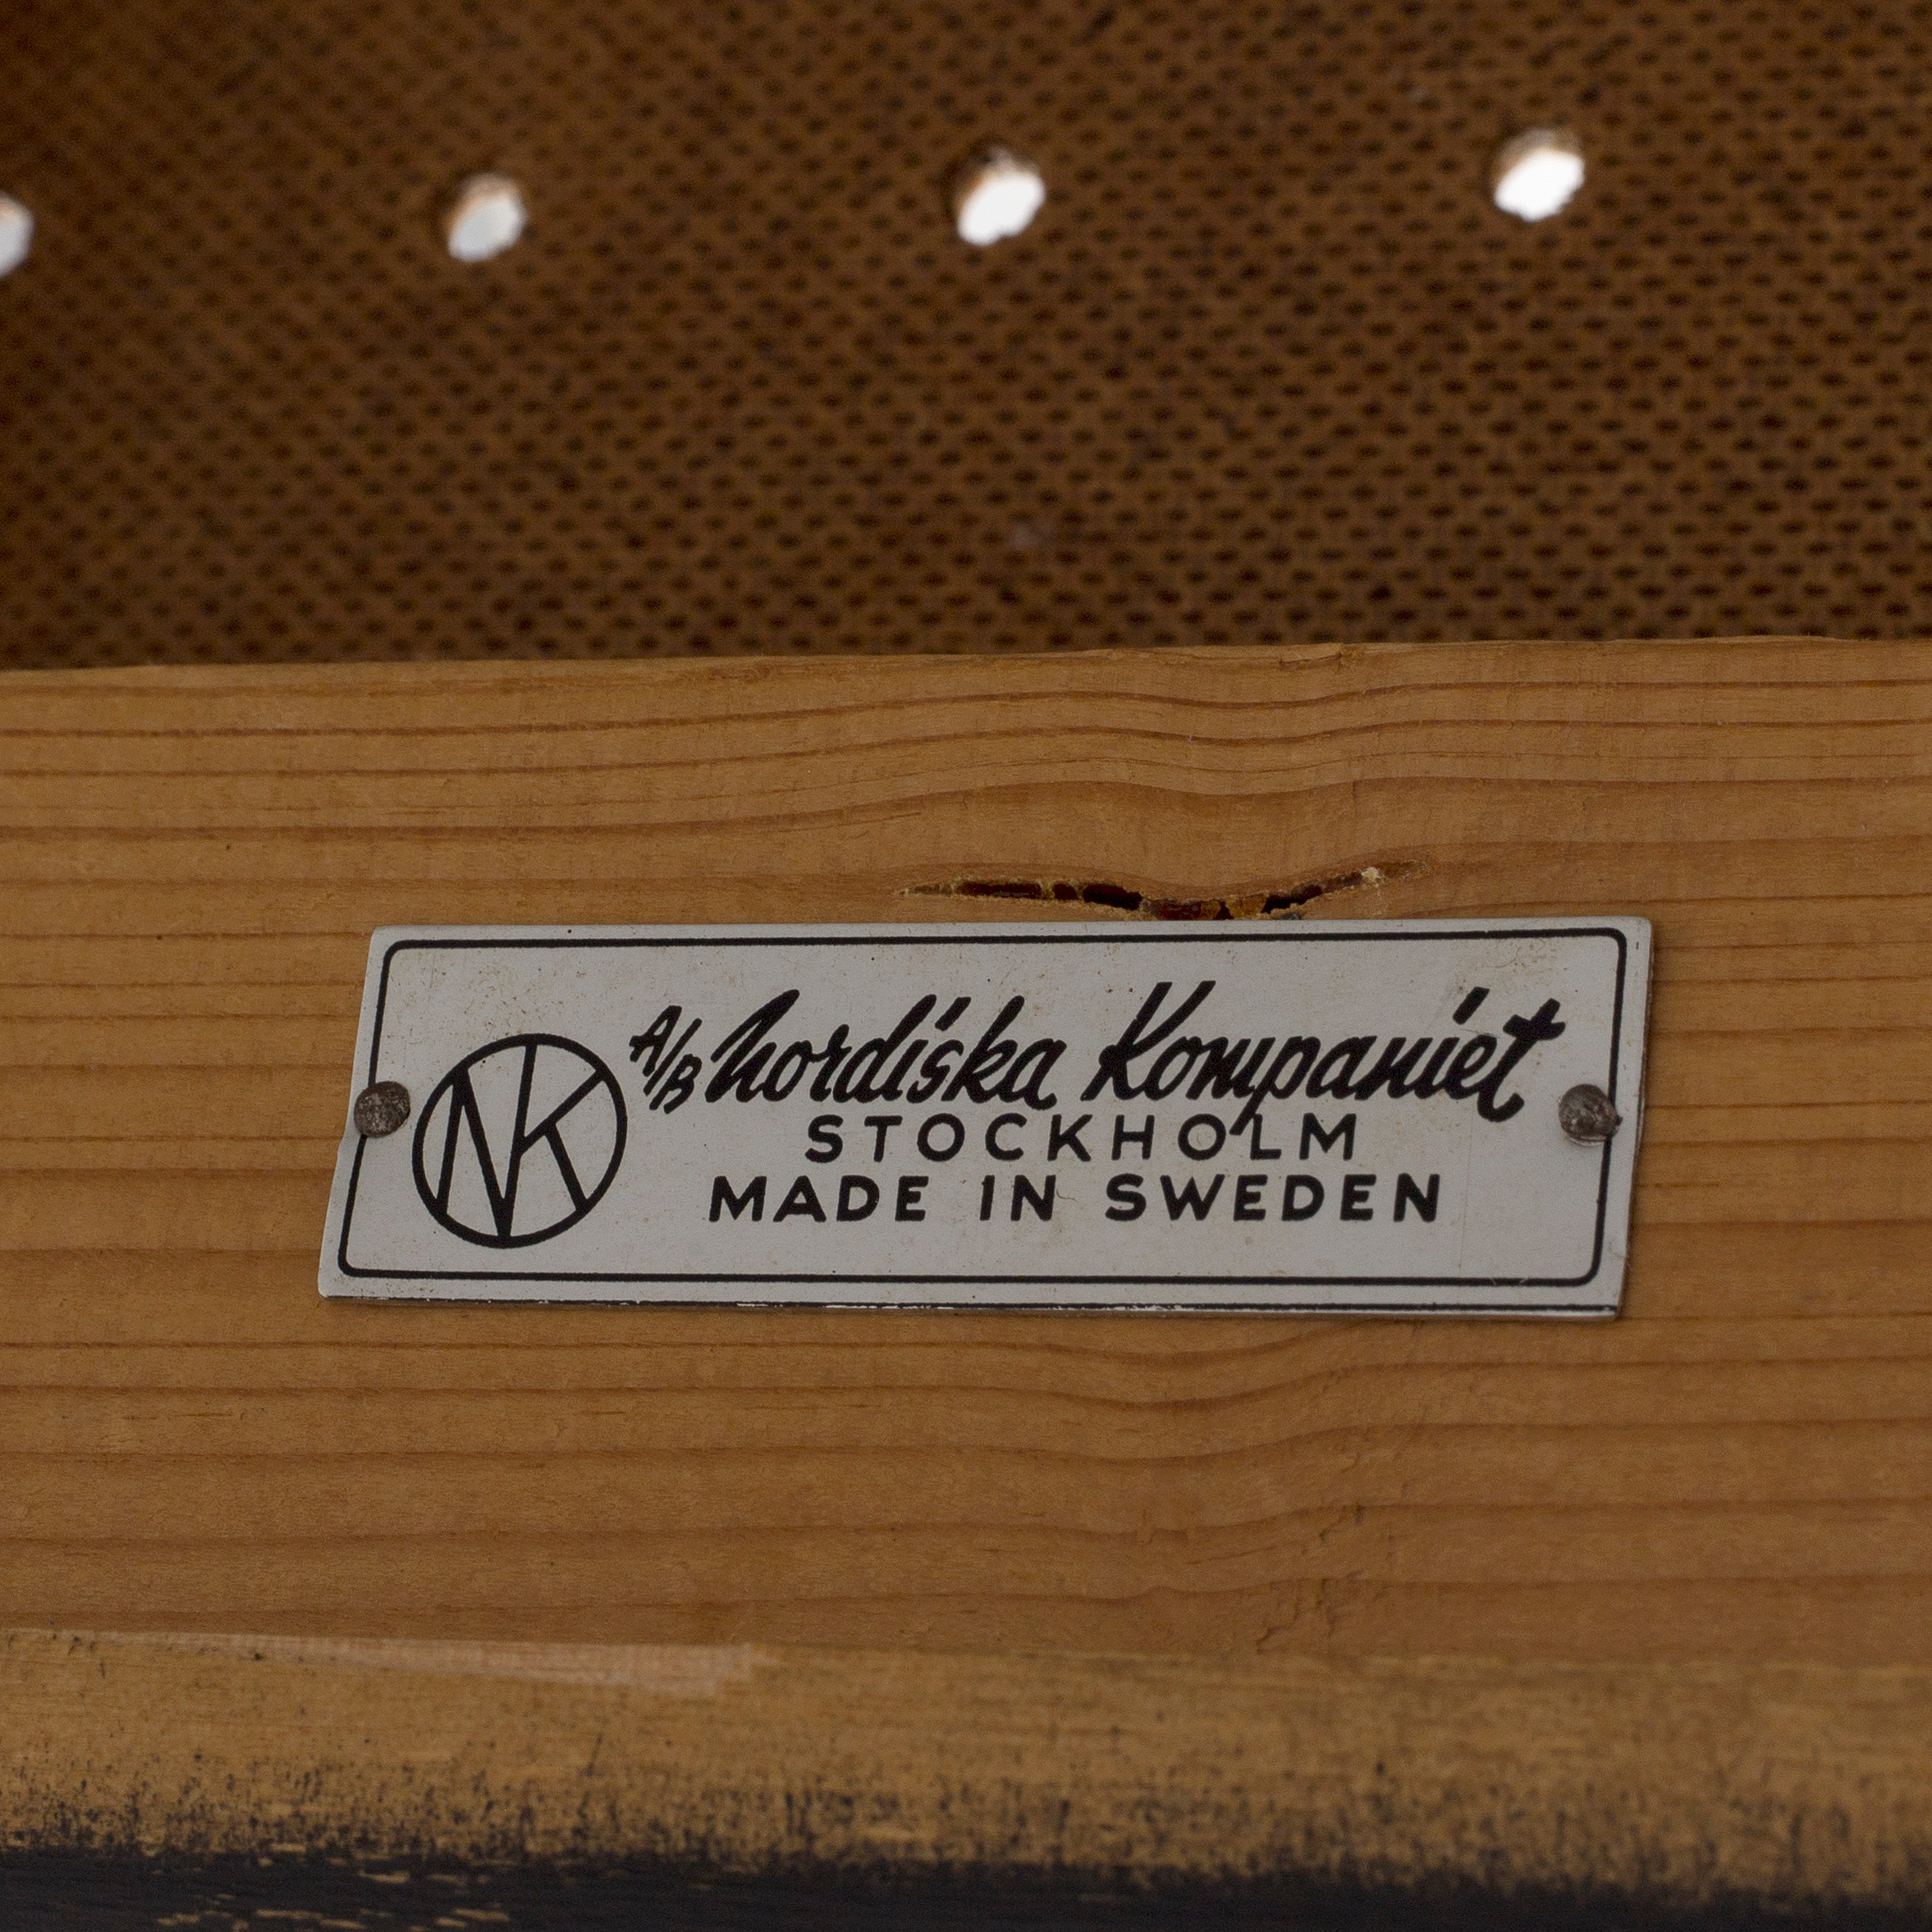 NK
A/B Nordiska Kompaniet
STOCKHOLM
MADE IN SWEDEN